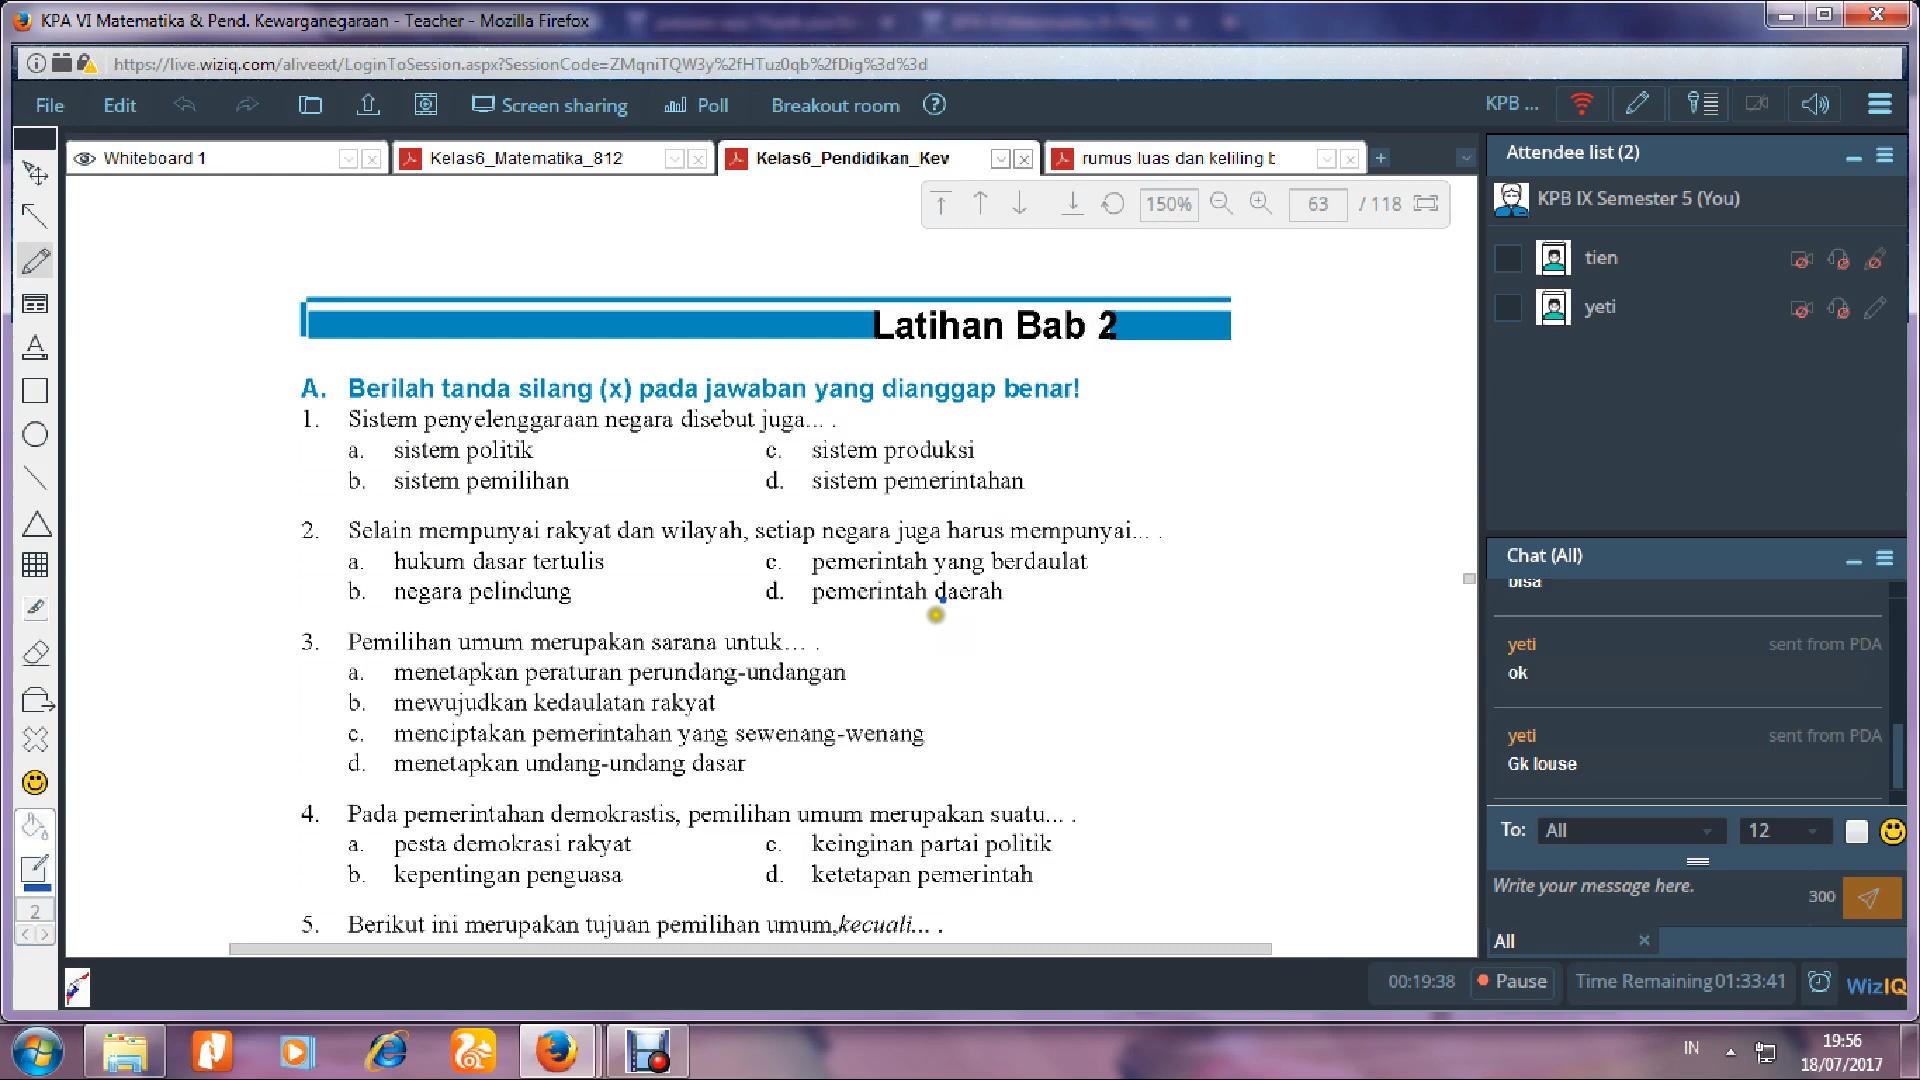 KPA VI Matematika & Pend. Kewarganegaraan - Teacher - Mozilla Firefox
https://live.wiziq.com/aliveext/LoginToSession.aspx?SessionCode=ZMqniTQW3y%2fHTuz0qb%2fDig%3d%3d
File Edit Screen sharing Poll Breakout room KPB ...
Whiteboard 1 Kelas6_Matematika_812 Kelas6_Pendidikan_Kew rumus luas dan keliling b
150% 63 / 118
Latihan Bab 2
A. Berilah tanda silang (x) pada jawaban yang dianggap benar!
1. Sistem penyelenggaraan negara disebut juga... .
a. sistem politik c. sistem produksi
b. sistem pemilihan d. sistem pemerintahan
2. Selain mempunyai rakyat dan wilayah, setiap negara juga harus mempunyai... .
a. hukum dasar tertulis c. pemerintah yang berdaulat
b. negara pelindung d. pemerintah daerah
3. Pemilihan umum merupakan sarana untuk... .
a. menetapkan peraturan perundang-undangan
b. mewujudkan kedaulatan rakyat
c. menciptakan pemerintahan yang sewenang-wenang
d. menetapkan undang-undang dasar
4. Pada pemerintahan demokrastis, pemilihan umum merupakan suatu... .
a. pesta demokrasi rakyat c. keinginan partai politik
b. kepentingan penguasa d. ketetapan pemerintah
5. Berikut ini merupakan tujuan pemilihan umum,kecuali... .
2
Attendee list (2)
KPB IX Semester 5 (You)
tien
yeti
Chat (All)
bisa
yeti sent from PDA
ok
yeti sent from PDA
Gk louse
To: All 12
Write your message here. 300
All
00:19:38 Pause Time Remaining 01:33:41 WizIQ
IN 19:56
18/07/2017